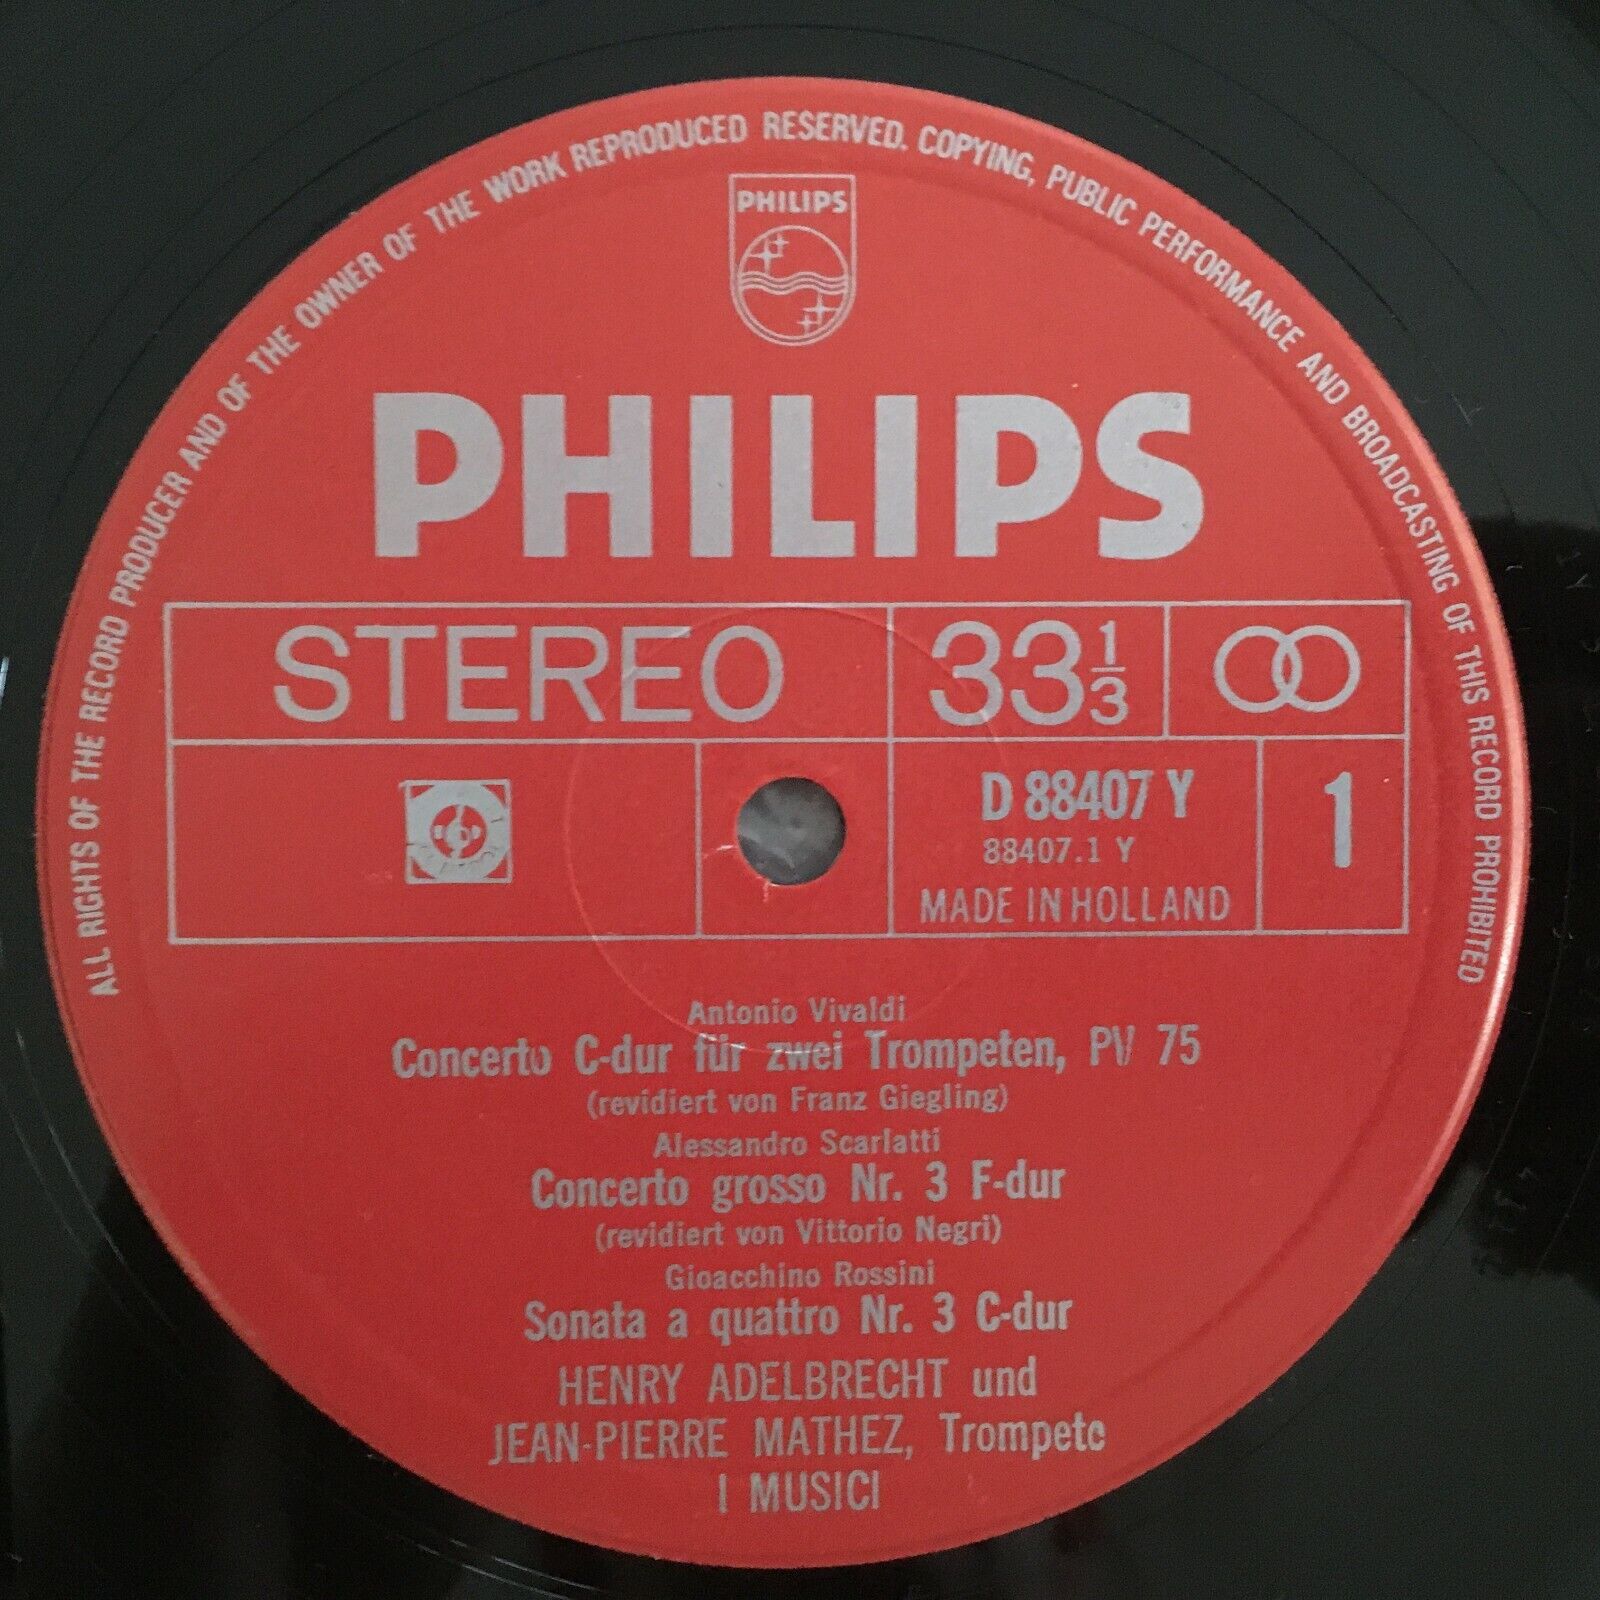 ALL RIGHTS OF THE RECORD PRODUCER AND OF THE OWNER OF THE WORK REPRODUCED RESERVED. COPYING, PUBLIC PERFORMANCE AND BROADCASTING OF THIS RECORD PROHIBITED
PHILIPS
PHILIPS
STEREO 33 1/3
D 88407 Y 1
88407.1 Y
MADE IN HOLLAND
Antonio Vivaldi
Concerto C-dur für zwei Trompeten, PV 75
(revidiert von Franz Giegling)
Alessandro Scarlatti
Concerto grosso Nr. 3 F-dur
(revidiert von Vittorio Negri)
Gioacchino Rossini
Sonata a quattro Nr. 3 C-dur
HENRY ADELBRECHT und
JEAN-PIERRE MATHEZ, Trompete
I MUSICI